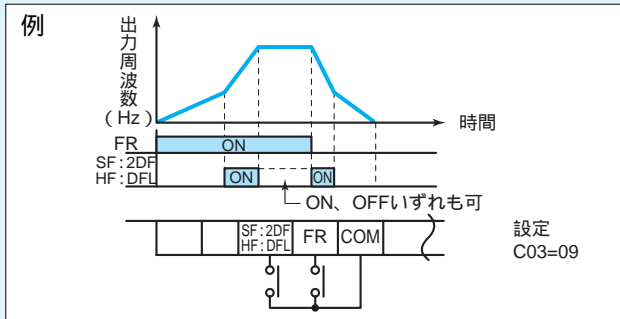 例
出力周波数
(Hz)
時間
FR
ON
SF:2DF
HF:DFL
ON
ON
ON、OFFいずれも可
SF:2DF
HF:DFL
FR
COM
設定
C03=09